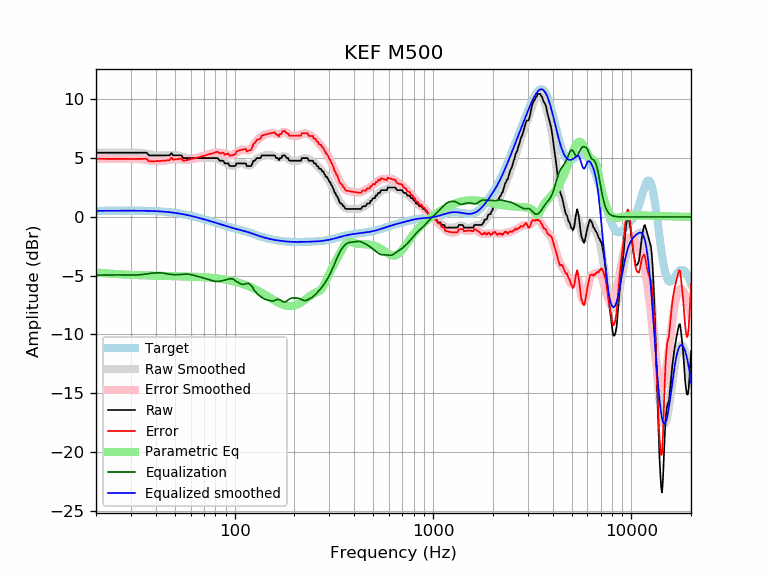 KEF M500
10
5
0
−5
−10
−15
−20
−25
Amplitude (dBr)
Target
Raw Smoothed
Error Smoothed
Raw
Error
Parametric Eq
Equalization
Equalized smoothed
100
1000
10000
Frequency (Hz)